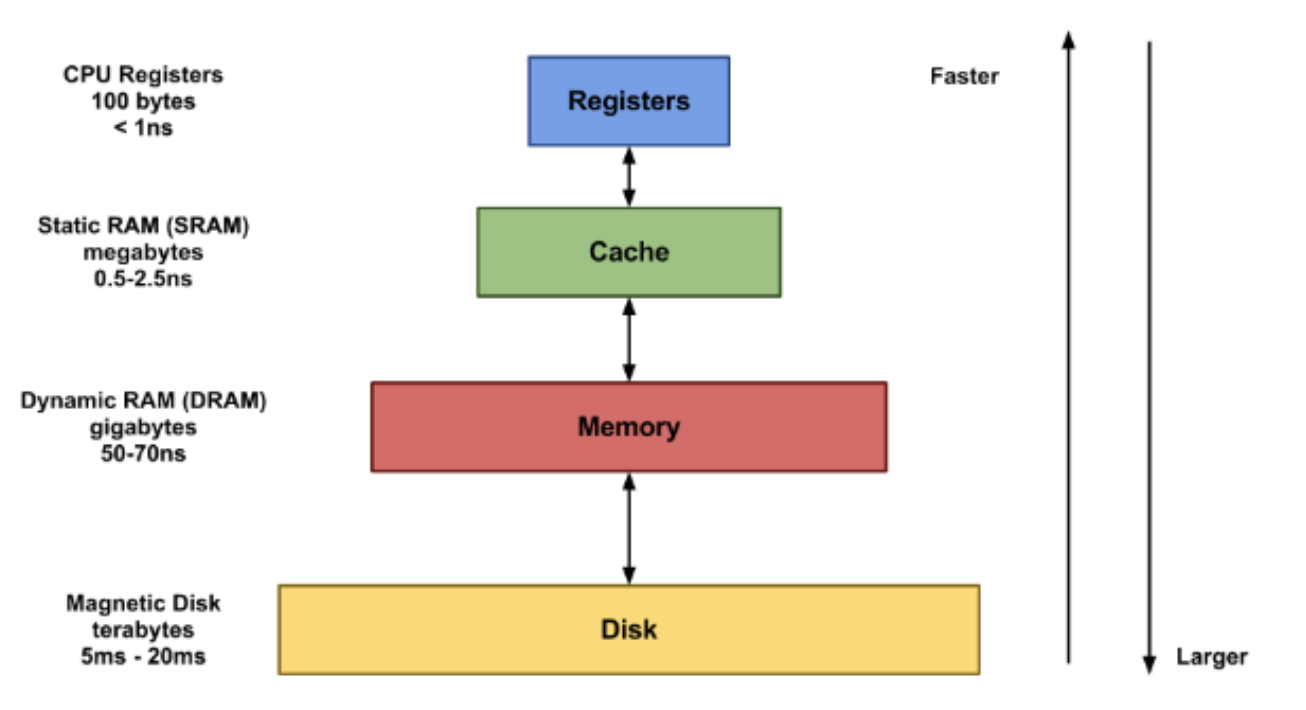 CPU Registers
100 bytes
< 1ns
Registers
Faster
Static RAM (SRAM)
megabytes
0.5-2.5ns
Cache
Dynamic RAM (DRAM)
gigabytes
50-70ns
Memory
Magnetic Disk
terabytes
5ms - 20ms
Disk
Larger